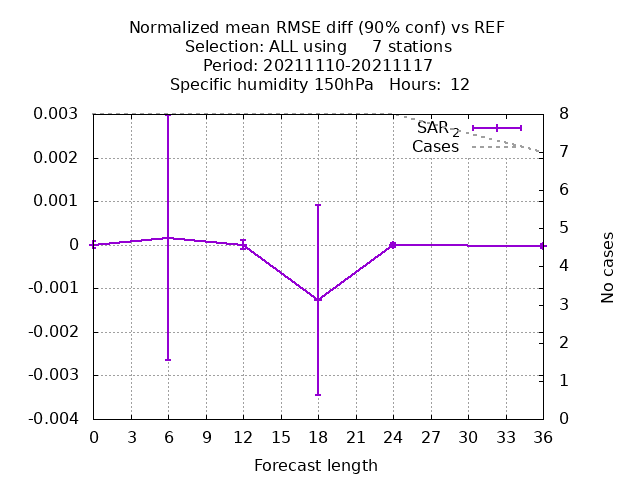 Normalized mean RMSE diff (90% conf) vs REF
Selection: ALL using     7 stations
Period: 20211110-20211117
Specific humidity 150hPa   Hours:  12
0.003
0.002
0.001
0
-0.001
-0.002
-0.003
-0.004
8
7
6
5
4
3
2
1
0
SAR_2
Cases
No cases
0 3 6 9 12 15 18 21 24 27 30 33 36
Forecast length